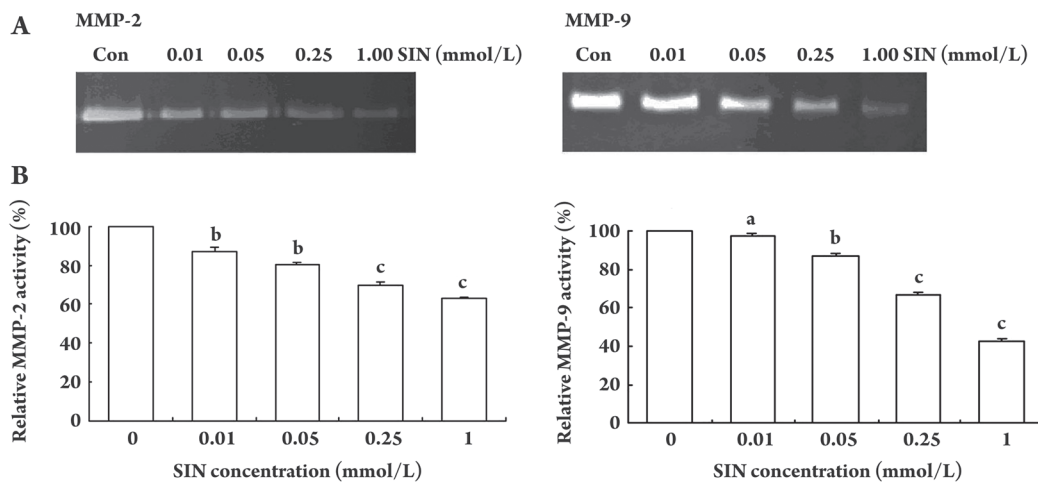 A
MMP-2
Con 0.01 0.05 0.25 1.00 SIN (mmol/L)
MMP-9
Con 0.01 0.05 0.25 1.00 SIN (mmol/L)
B
Relative MMP-2 activity (%)
100
80
60
40
20
0
b
b
c
c
0 0.01 0.05 0.25 1
SIN concentration (mmol/L)
Relative MMP-9 activity (%)
100
80
60
40
20
0
a
b
c
c
0 0.01 0.05 0.25 1
SIN concentration (mmol/L)